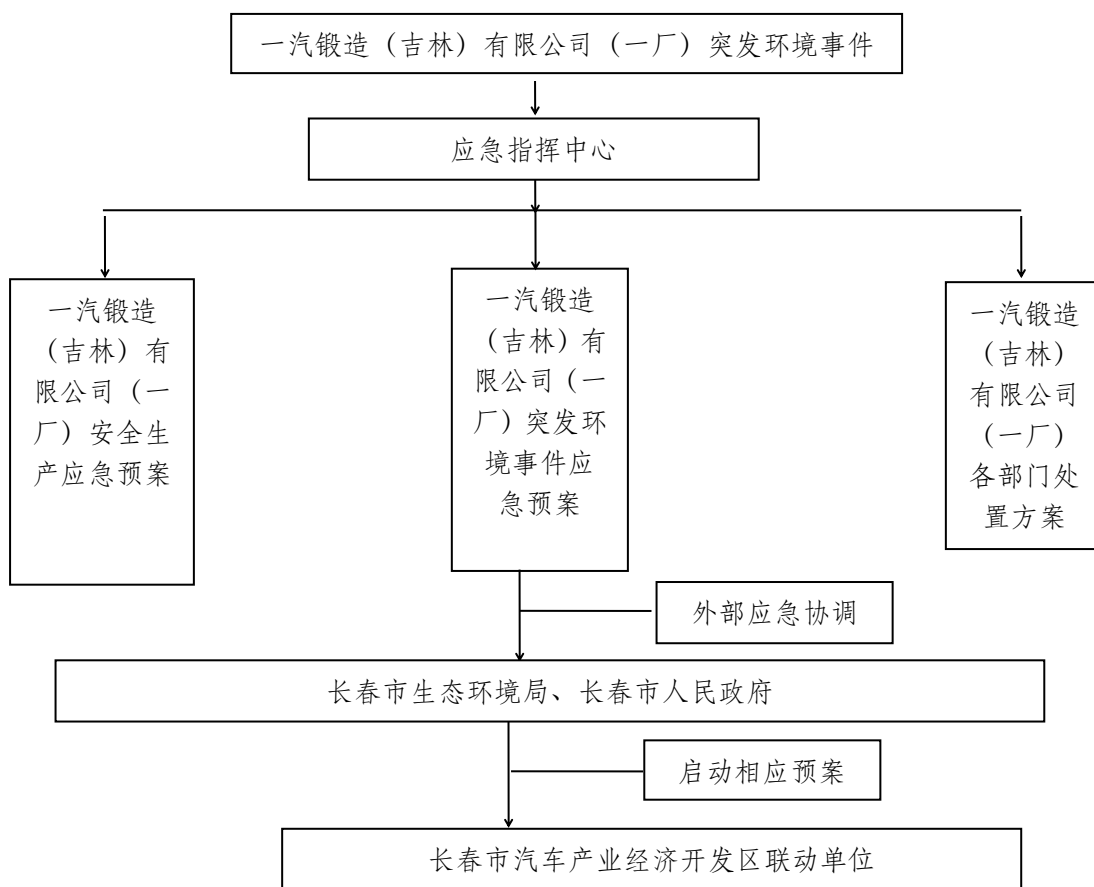 一汽锻造（吉林）有限公司（一厂）突发环境事件
应急指挥中心
一汽锻造
（吉林）有
限公司（一
厂）安全生
产应急预案
一汽锻造
（吉林）有
限公司（一
厂）突发环
境事件应
急预案
一汽锻造
（吉林）
有限公司
（一厂）
各部门处
置方案
外部应急协调
长春市生态环境局、长春市人民政府
启动相应预案
长春市汽车产业经济开发区联动单位